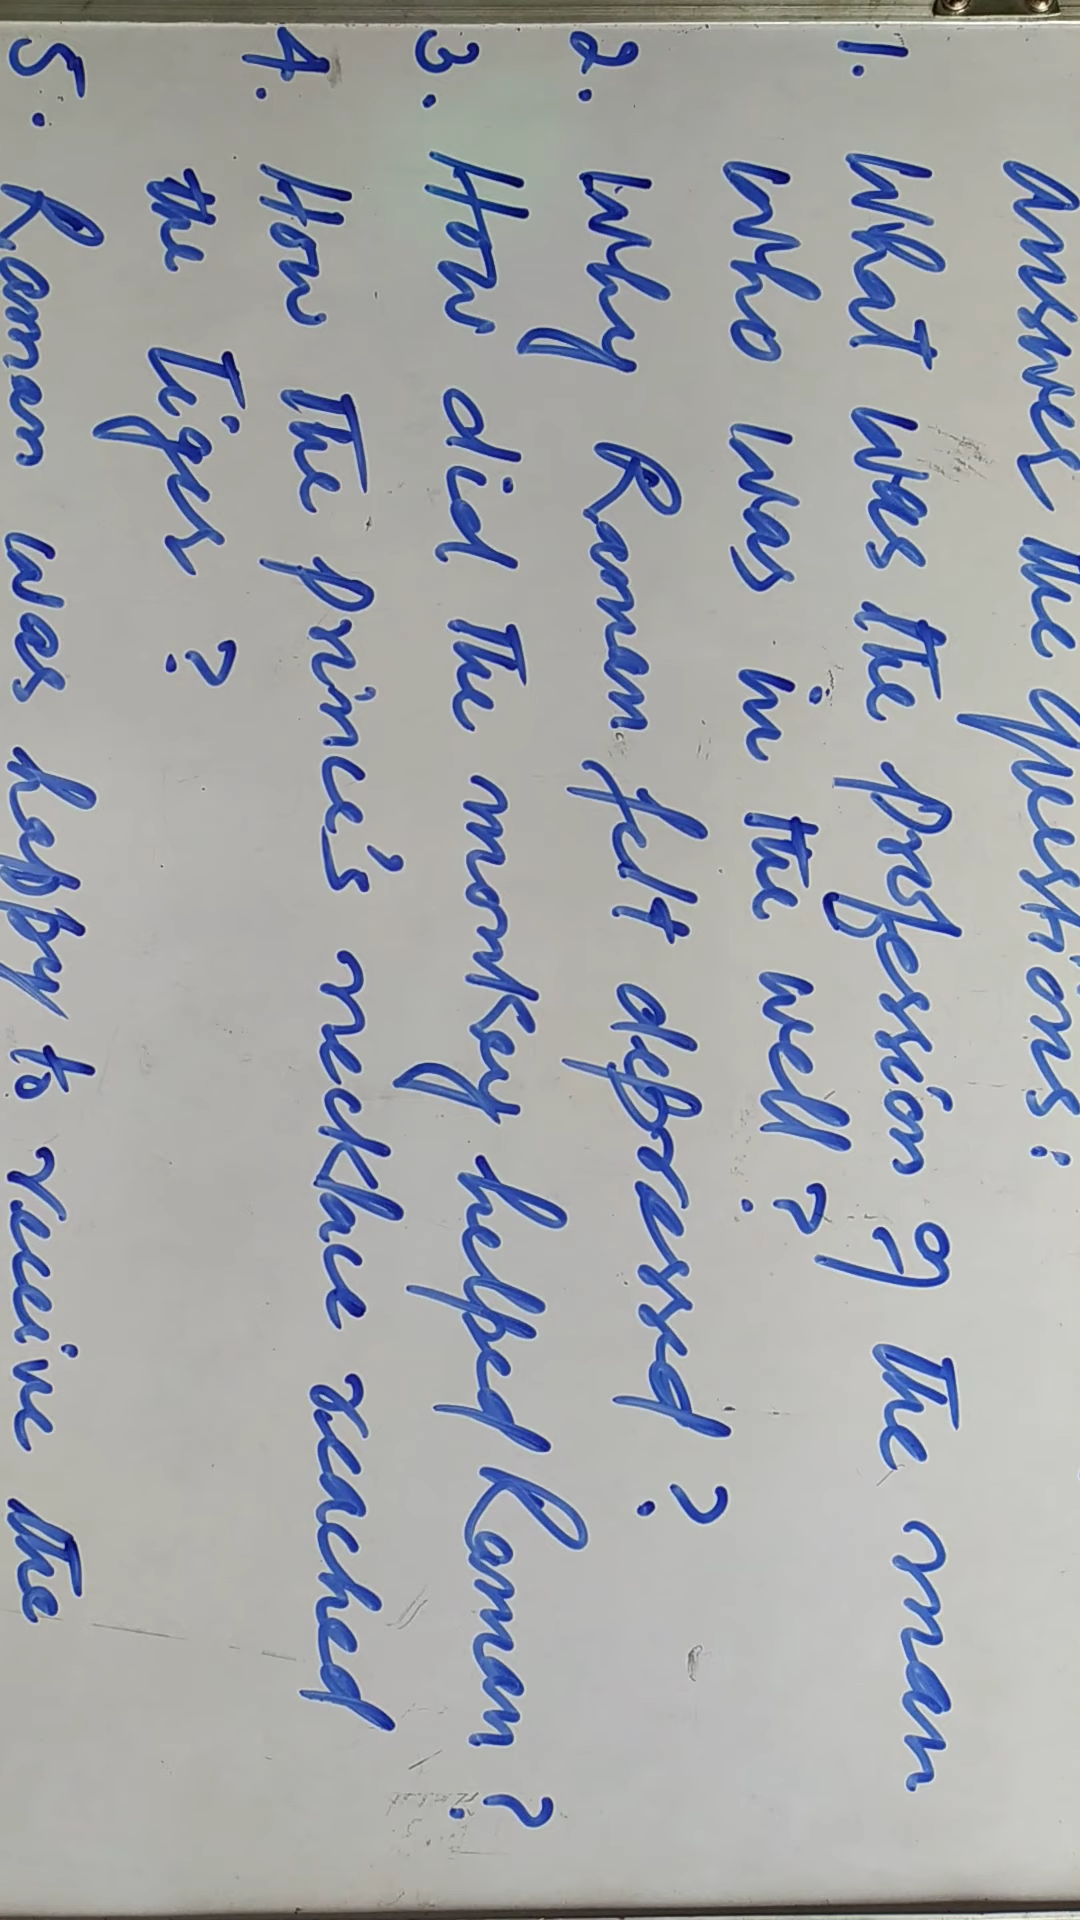 Answer the questions:
1. What was the profession of the man
who was in the well?
2. Why Raman felt depressed?
3. How did the monkey helped Raman?
4. How the prince's necklace reached
the Tiger?
5. Raman was happy to receive the